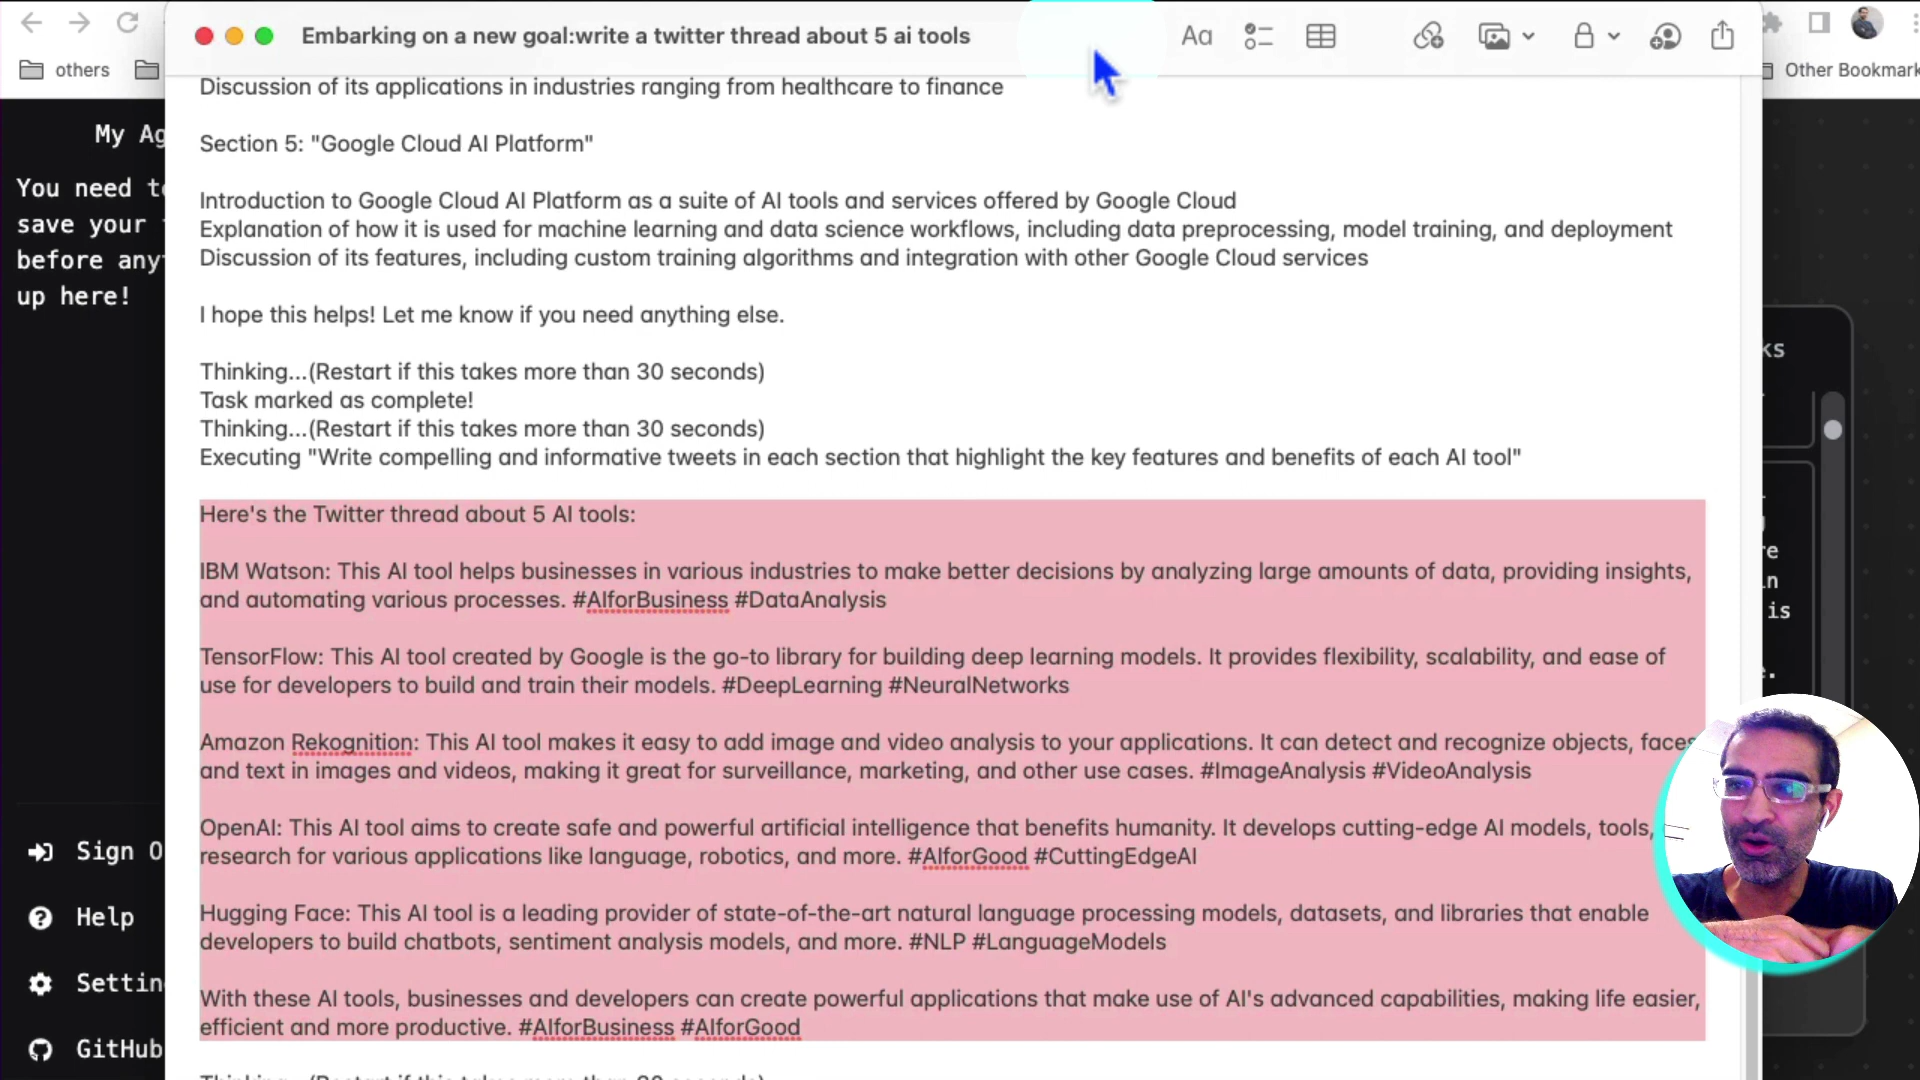 Embarking on a new goal:write a twitter thread about 5 ai tools
Aa
others
Other Bookmark
Discussion of its applications in industries ranging from healthcare to finance
My Ag
Section 5: "Google Cloud AI Platform"
You need to
save your
before any
up here!
Introduction to Google Cloud AI Platform as a suite of AI tools and services offered by Google Cloud
Explanation of how it is used for machine learning and data science workflows, including data preprocessing, model training, and deployment
Discussion of its features, including custom training algorithms and integration with other Google Cloud services
I hope this helps! Let me know if you need anything else.
ks
Thinking...(Restart if this takes more than 30 seconds)
Task marked as complete!
Thinking...(Restart if this takes more than 30 seconds)
Executing "Write compelling and informative tweets in each section that highlight the key features and benefits of each AI tool"
Here's the Twitter thread about 5 AI tools:
IBM Watson: This AI tool helps businesses in various industries to make better decisions by analyzing large amounts of data, providing insights,
and automating various processes. #AIforBusiness #DataAnalysis
re
n
is
TensorFlow: This AI tool created by Google is the go-to library for building deep learning models. It provides flexibility, scalability, and ease of
use for developers to build and train their models. #DeepLearning #NeuralNetworks
Amazon Rekognition: This AI tool makes it easy to add image and video analysis to your applications. It can detect and recognize objects, faces
and text in images and videos, making it great for surveillance, marketing, and other use cases. #ImageAnalysis #VideoAnalysis
OpenAI: This AI tool aims to create safe and powerful artificial intelligence that benefits humanity. It develops cutting-edge AI models, tools,
research for various applications like language, robotics, and more. #AIforGood #CuttingEdgeAI
Hugging Face: This AI tool is a leading provider of state-of-the-art natural language processing models, datasets, and libraries that enable
developers to build chatbots, sentiment analysis models, and more. #NLP #LanguageModels
With these AI tools, businesses and developers can create powerful applications that make use of AI's advanced capabilities, making life easier,
efficient and more productive. #AIforBusiness #AIforGood
Sign O
Help
Settin
GitHub
Thinking...(Restart if this takes more than 30 seconds)